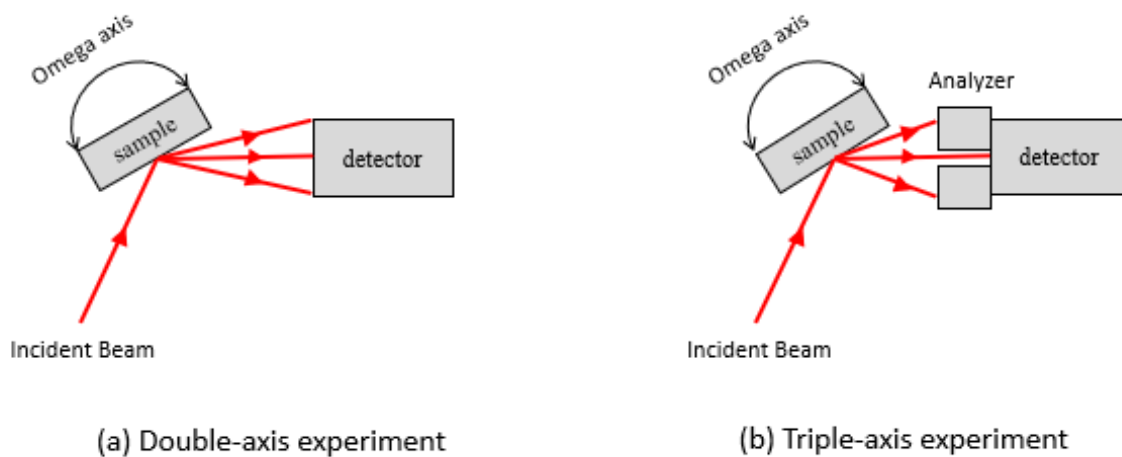 Omega axis
sample
detector
Incident Beam
(a) Double-axis experiment
Omega axis
Analyzer
sample
detector
Incident Beam
(b) Triple-axis experiment